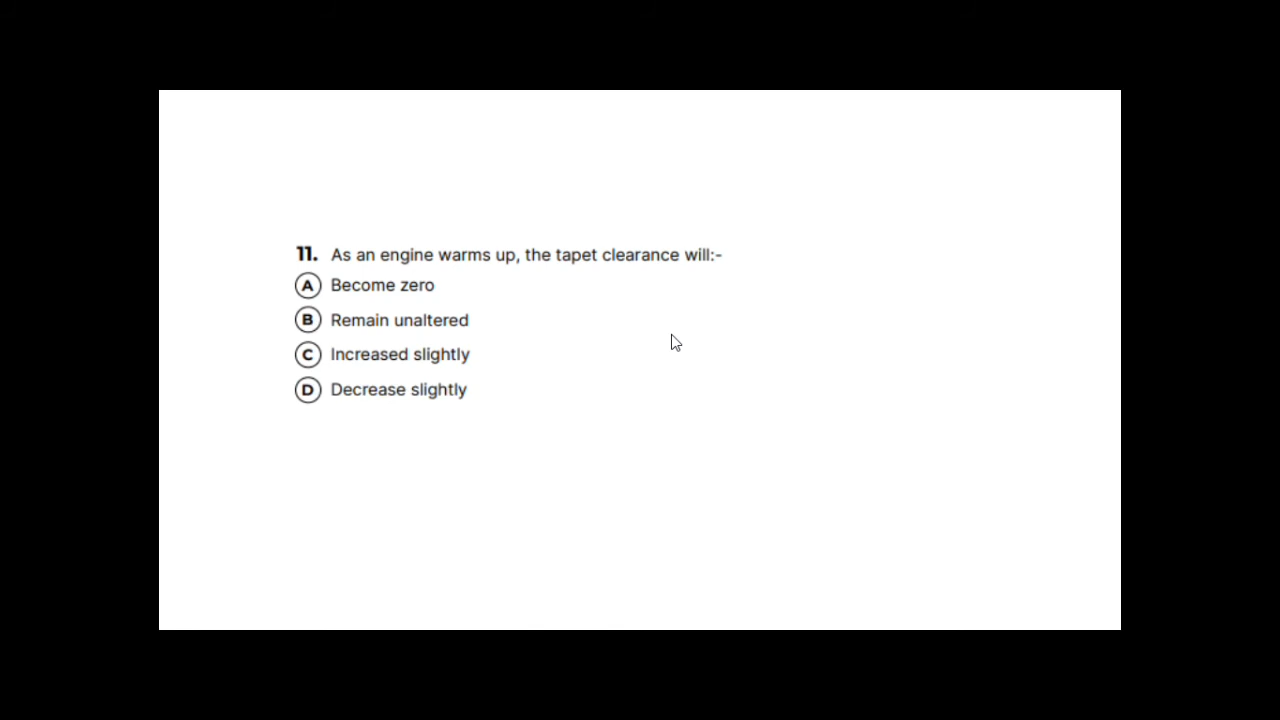 11. As an engine warms up, the tapet clearance will:-
A Become zero
B Remain unaltered
C Increased slightly
D Decrease slightly